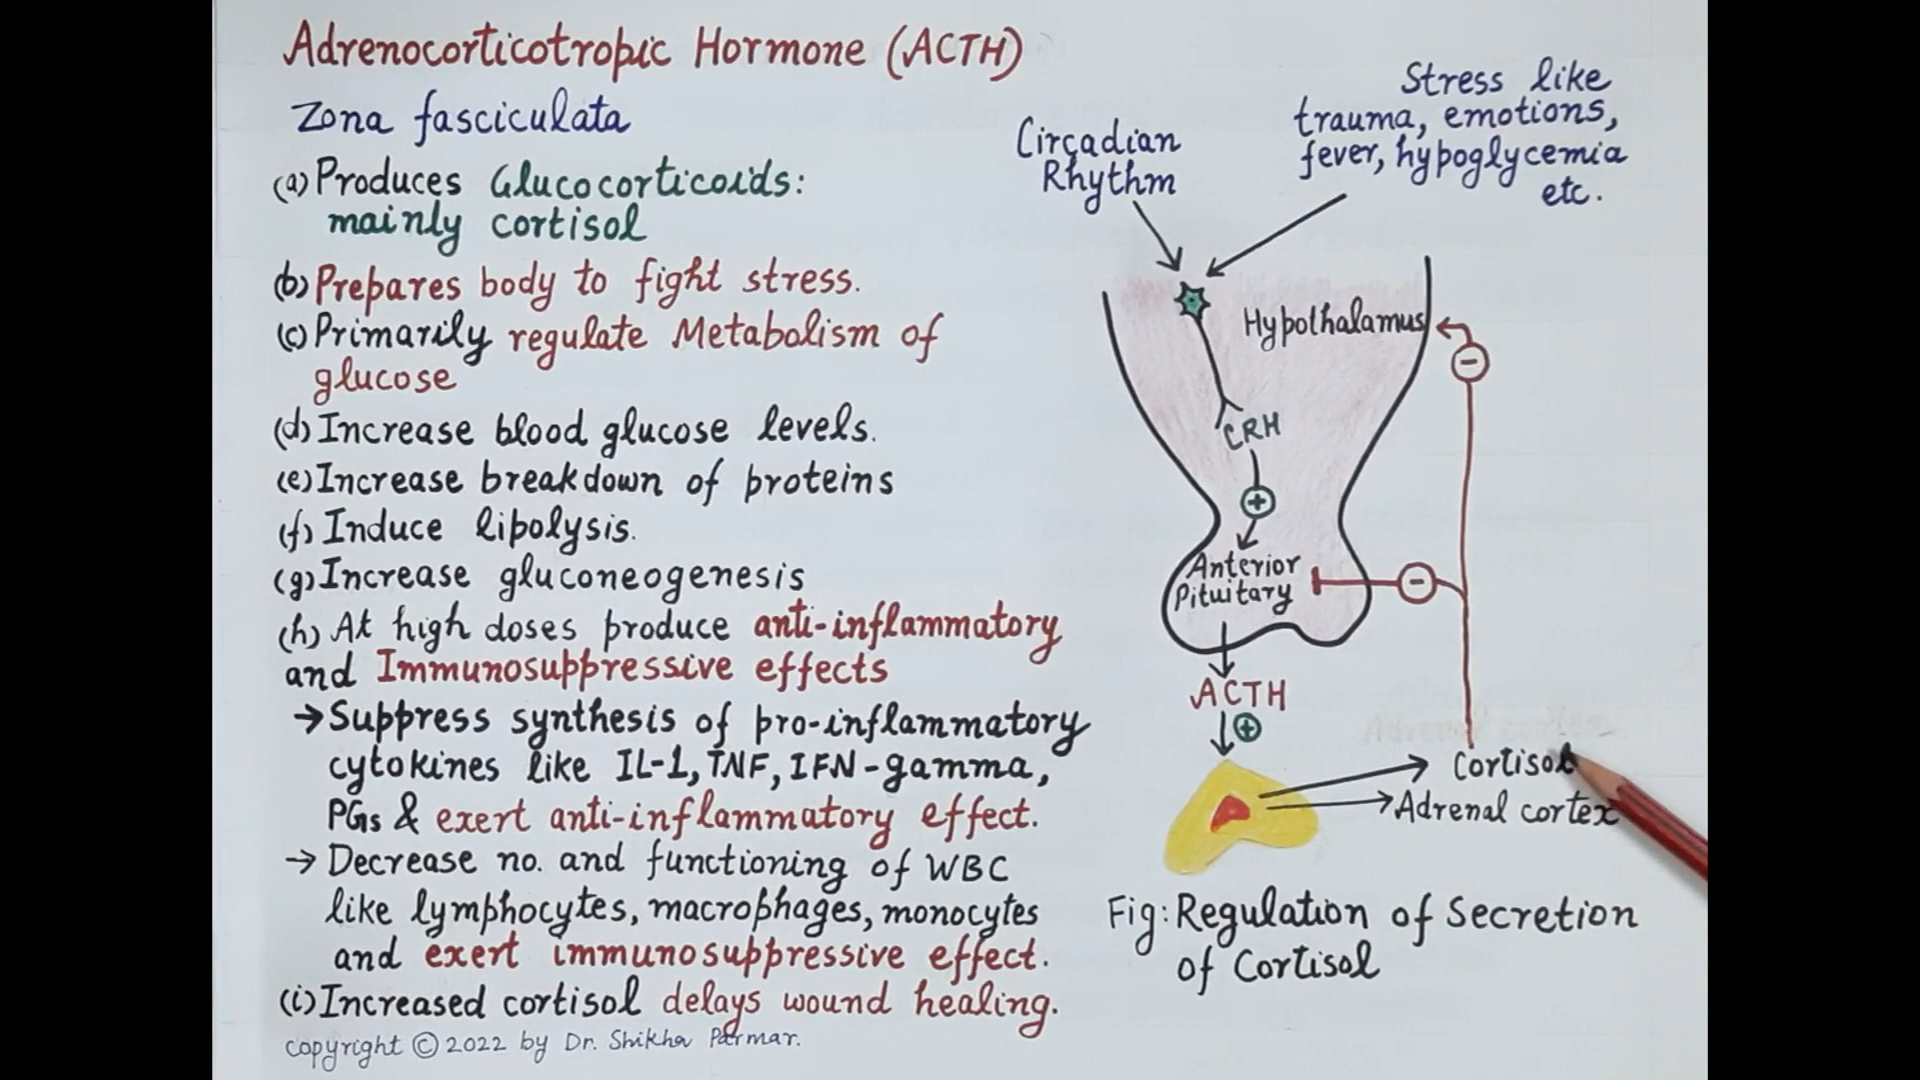 Adrenocorticotropic Hormone (ACTH)
Zona fasciculata
(a) Produces Glucocorticoids:
mainly cortisol
(b) Prepares body to fight stress.
(c) Primarily regulate Metabolism of
glucose
(d) Increase blood glucose levels.
(e) Increase breakdown of proteins
(f) Induce lipolysis.
(g) Increase gluconeogenesis
(h) At high doses produce anti-inflammatory
and Immunosuppressive effects
→ Suppress synthesis of pro-inflammatory
cytokines like IL-1, TNF, IFN-gamma,
PGs & exert anti-inflammatory effect.
→ Decrease no. and functioning of WBC
like lymphocytes, macrophages, monocytes
and exert immunosuppressive effect.
(i) Increased cortisol delays wound healing.
copyright © 2022 by Dr. Shikha Parmar.
Circadian
Rhythm
Stress like
trauma, emotions,
fever, hypoglycemia
etc.
Hypothalamus
-
CRH
+
Anterior
Pituitary
-
ACTH
+
Cortisol
Adrenal cortex
Fig: Regulation of Secretion
of Cortisol